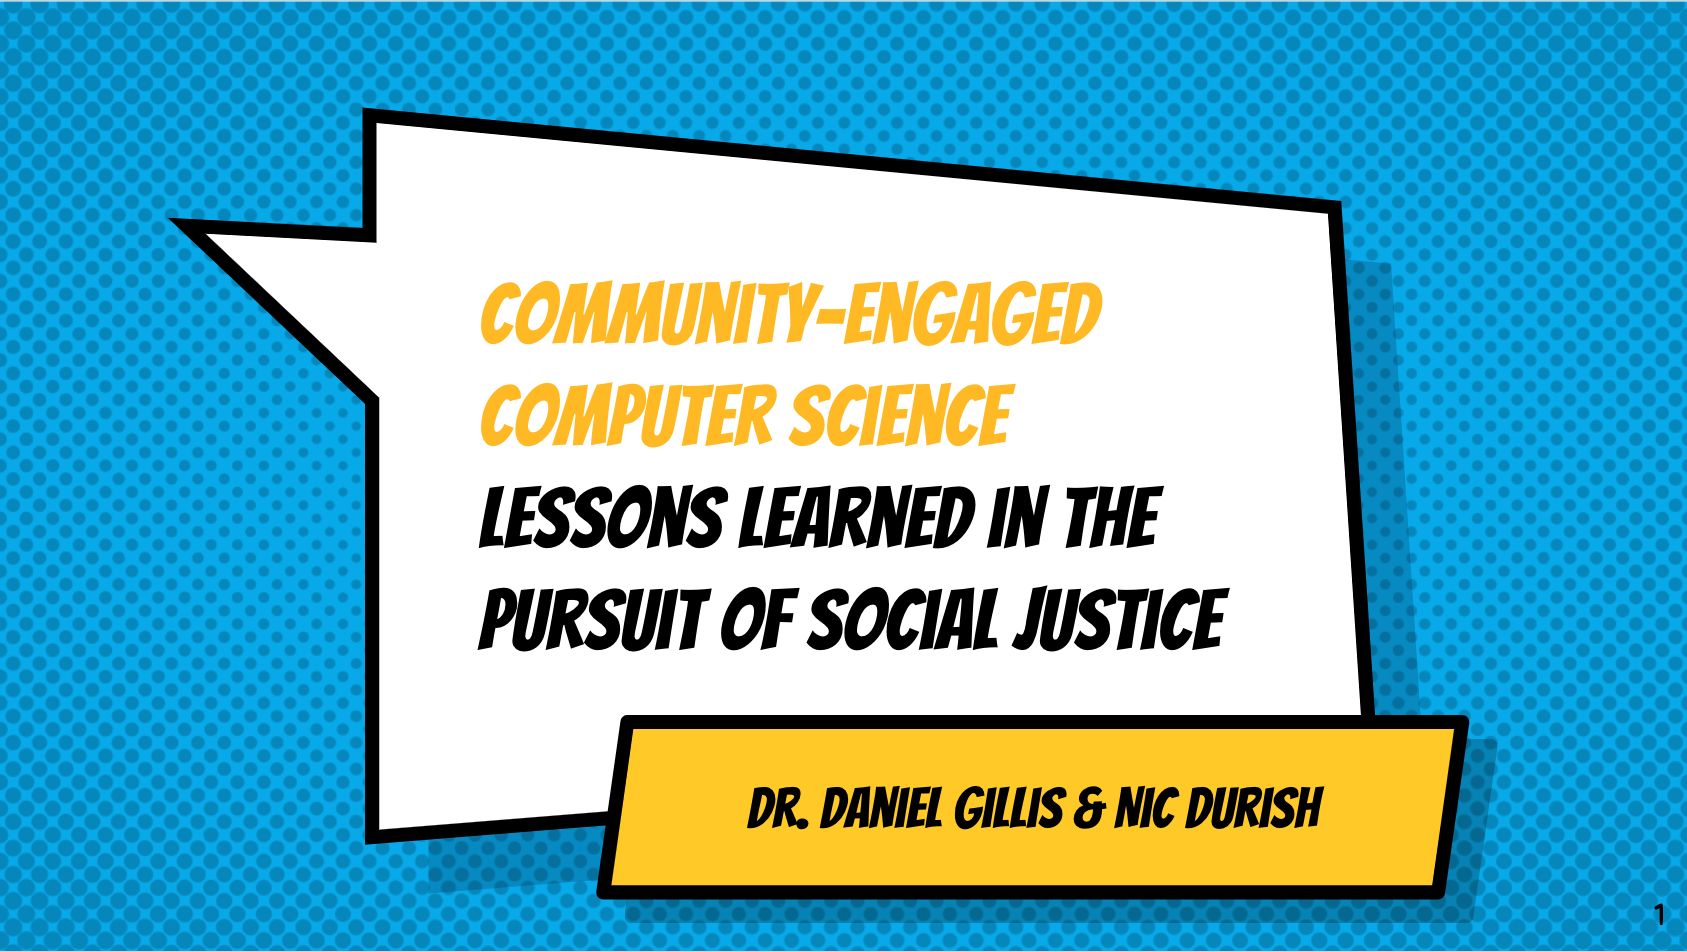 COMMUNITY-ENGAGED
COMPUTER SCIENCE
LESSONS LEARNED IN THE
PURSUIT OF SOCIAL JUSTICE
DR. DANIEL GILLIS & NIC DURISH
1